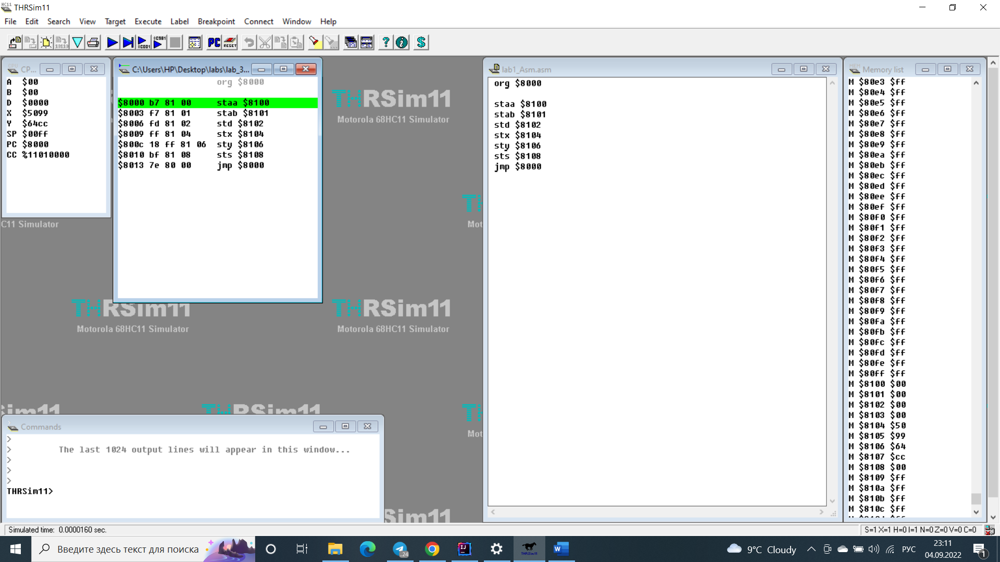 THRSim11
File Edit Search View Target Execute Label Breakpoint Connect Window Help
CP...
A $00
B $00
D $0000
X $5099
Y $64cc
SP $00ff
PC $8000
CC %11010000
C:\Users\HP\Desktop\labs\lab_3...
org $8000
$8000 b7 81 00 staa $8100
$8003 f7 81 01 stab $8101
$8006 fd 81 02 std $8102
$8009 ff 81 04 stx $8104
$800c 18 ff 81 06 sty $8106
$8010 bf 81 08 sts $8108
$8013 7e 80 00 jmp $8000
THRSim11
Motorola 68HC11 Simulator
C11 Simulator
Mot
THRSim11
Motorola 68HC11 Simulator
THRSim11
Motorola 68HC11 Simulator
Mot
lab1_Asm.asm
org $8000
staa $8100
stab $8101
std $8102
stx $8104
sty $8106
sts $8108
jmp $8000
Memory list
M $80e3 $ff
M $80e4 $ff
M $80e5 $ff
M $80e6 $ff
M $80e7 $ff
M $80e8 $ff
M $80e9 $ff
M $80ea $ff
M $80eb $ff
M $80ec $ff
M $80ed $ff
M $80ee $ff
M $80ef $ff
M $80f0 $ff
M $80f1 $ff
M $80f2 $ff
M $80f3 $ff
M $80f4 $ff
M $80f5 $ff
M $80f6 $ff
M $80f7 $ff
M $80f8 $ff
M $80f9 $ff
M $80fa $ff
M $80fb $ff
M $80fc $ff
M $80fd $ff
M $80fe $ff
M $80ff $ff
M $8100 $00
M $8101 $00
M $8102 $00
M $8103 $00
M $8104 $50
M $8105 $99
M $8106 $64
M $8107 $cc
M $8108 $00
M $8109 $ff
M $810a $ff
M $810b $ff
M $810c $ff
Commands
>
> The last 1024 output lines will appear in this window...
>
>
>
THRSim11>
Simulated time: 0.0000160 sec.
S=1 X=1 H=0 I=1 N=0 Z=0 V=0 C=0
Введите здесь текст для поиска
9°C Cloudy
РУС
23:11
04.09.2022